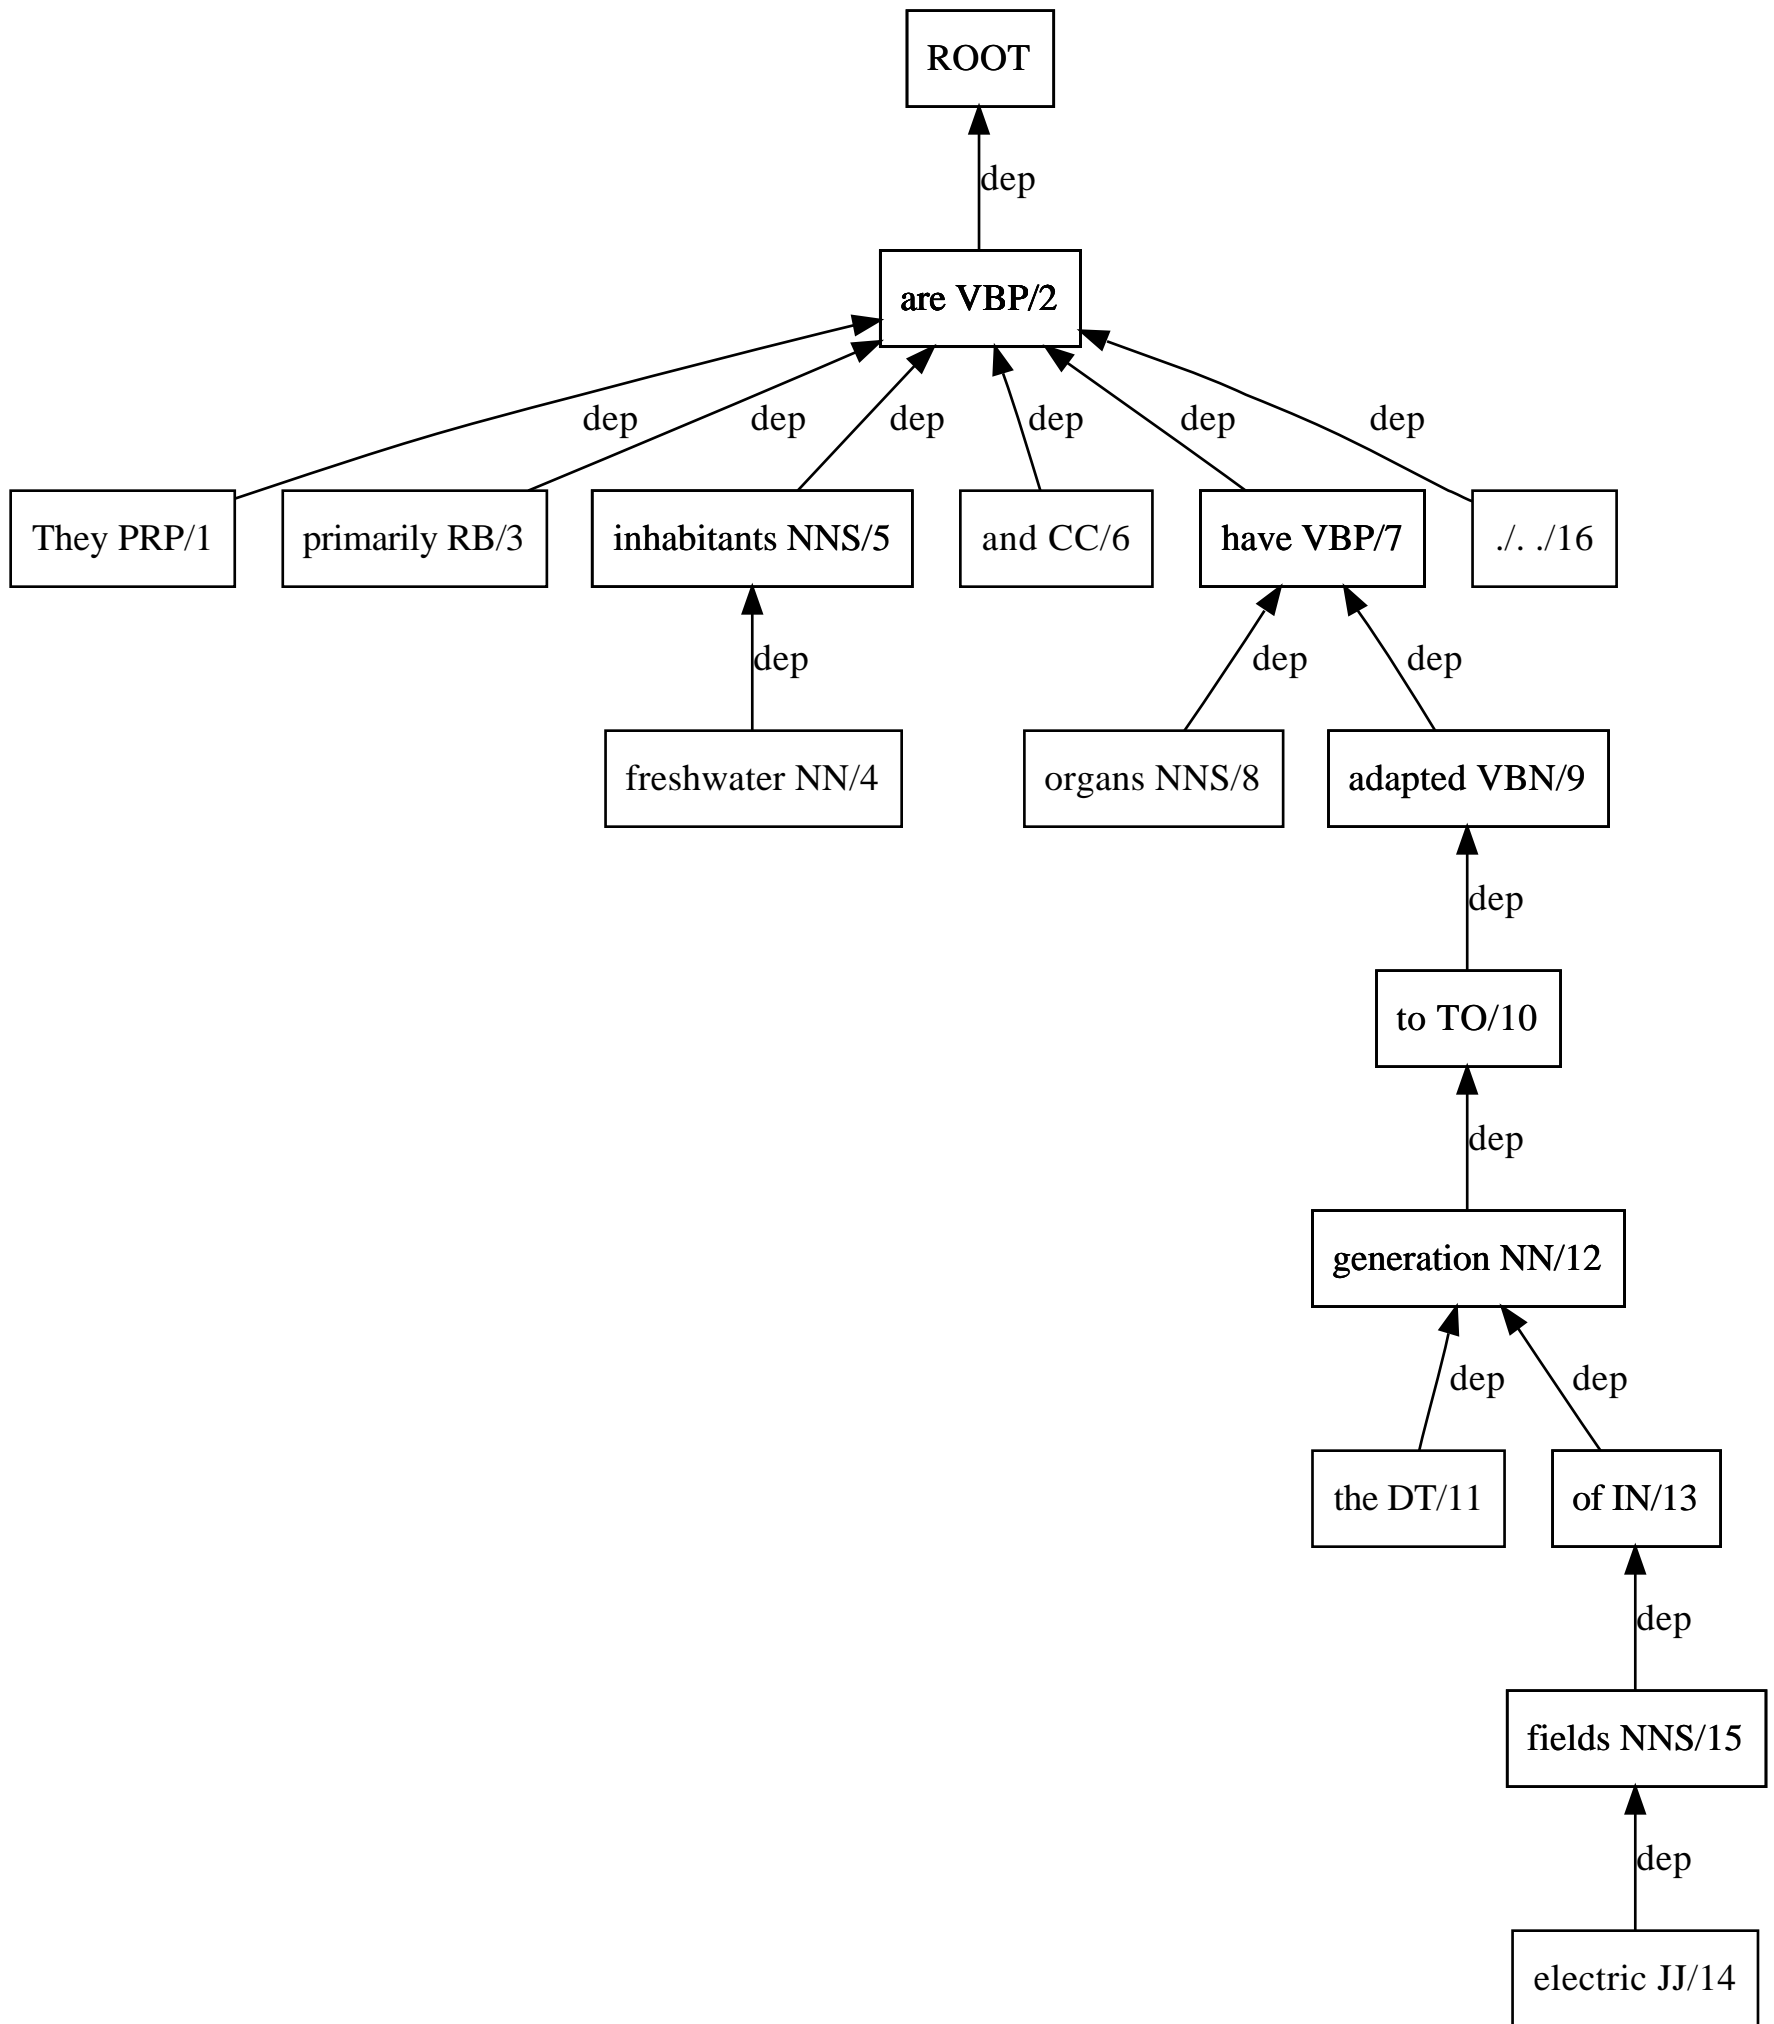 ROOT
dep
are VBP/2
dep dep dep dep dep dep
They PRP/1 primarily RB/3 inhabitants NNS/5 and CC/6 have VBP/7 ./. ./16
dep dep dep
freshwater NN/4 organs NNS/8 adapted VBN/9
dep
to TO/10
dep
generation NN/12
dep dep
the DT/11 of IN/13
dep
fields NNS/15
dep
electric JJ/14